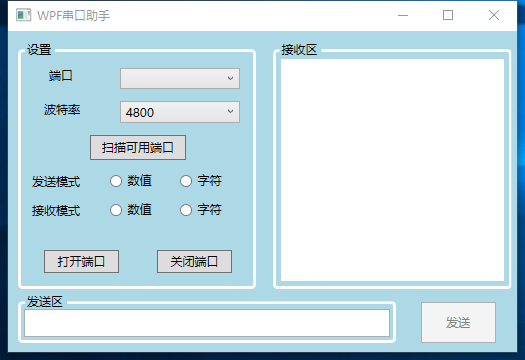 WPF串口助手
设置
端口
波特率
4800
扫描可用端口
发送模式 数值 字符
接收模式 数值 字符
打开端口 关闭端口
接收区
发送区
发送